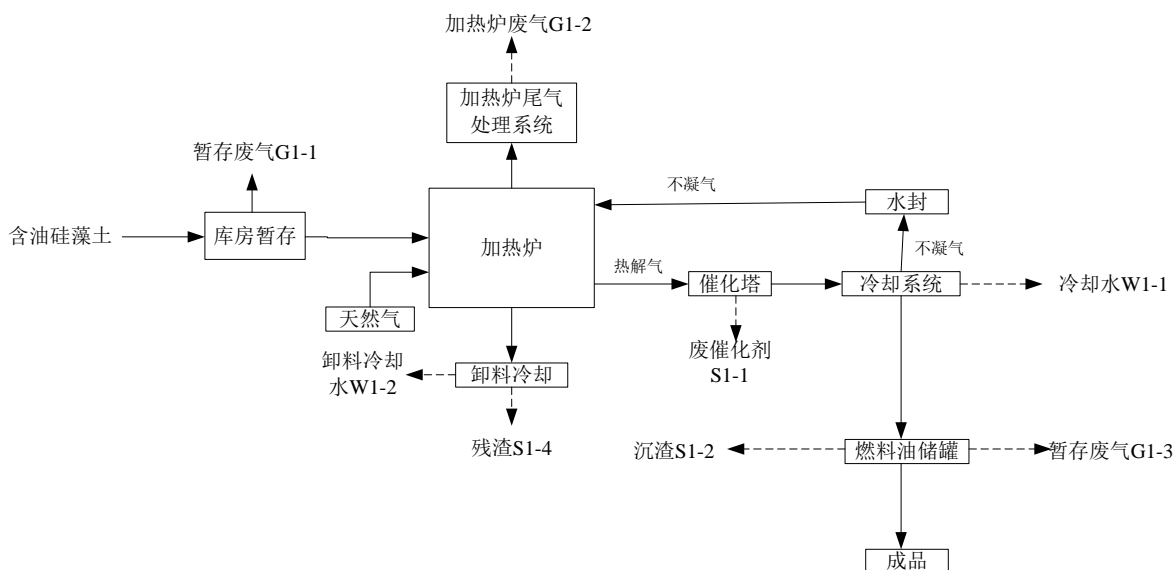 加热炉废气G1-2
加热炉尾气
处理系统
暂存废气G1-1
不凝气
水封
含油硅藻土
库房暂存
加热炉
不凝气
热解气
催化塔
冷却系统
冷却水W1-1
天然气
废催化剂
S1-1
卸料冷却
水W1-2
卸料冷却
残渣S1-4
沉渣S1-2
燃料油储罐
暂存废气G1-3
成品